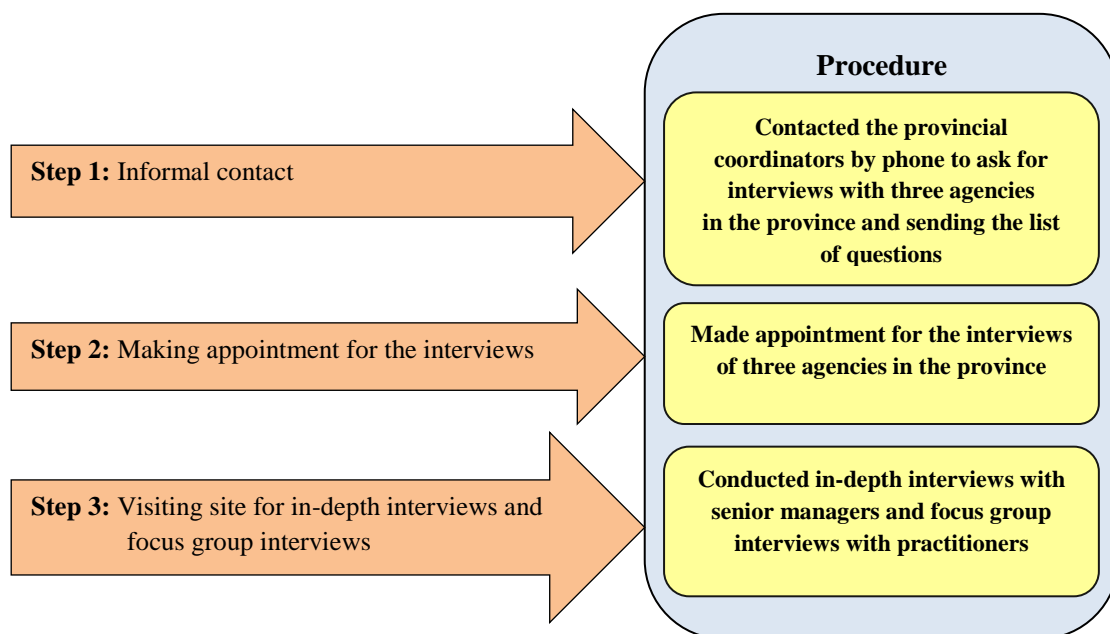 Procedure
Step 1: Informal contact
Contacted the provincial
coordinators by phone to ask for
interviews with three agencies
in the province and sending the list
of questions
Step 2: Making appointment for the interviews
Made appointment for the interviews
of three agencies in the province
Step 3: Visiting site for in-depth interviews and
focus group interviews
Conducted in-depth interviews with
senior managers and focus group
interviews with practitioners